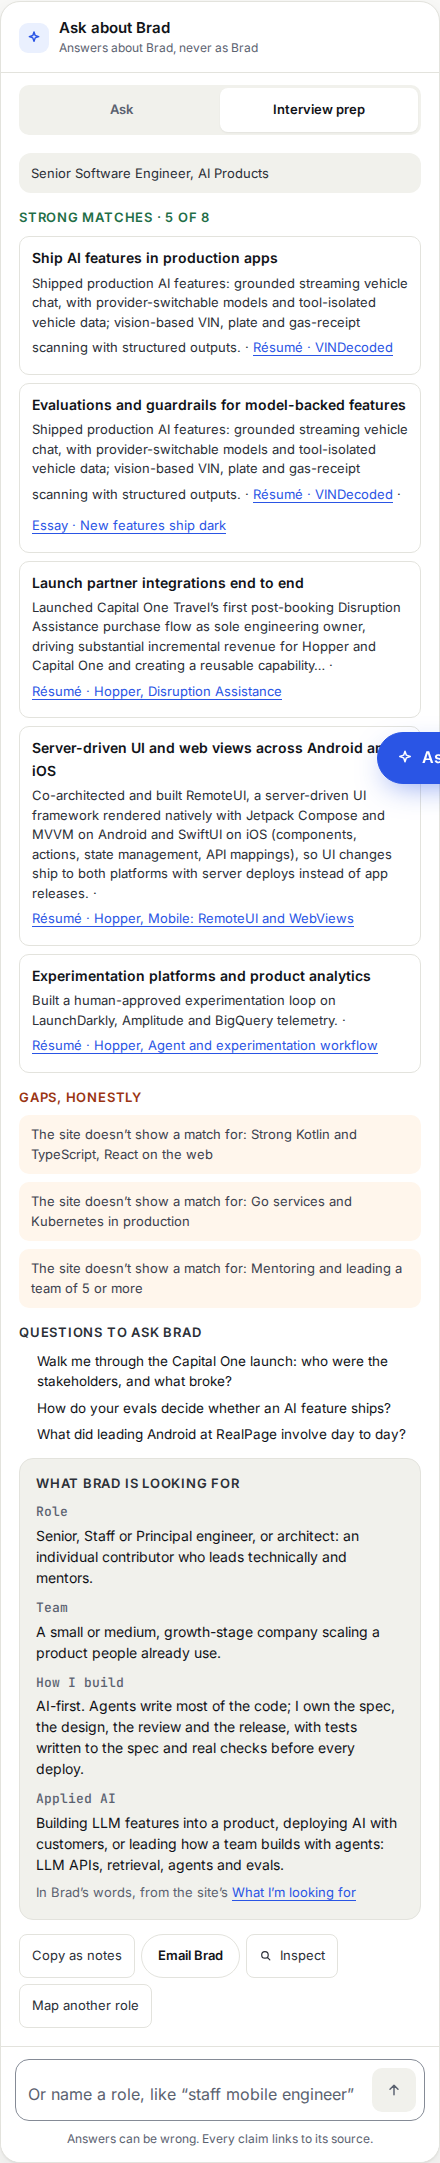 Ask about Brad
Answers about Brad, never as Brad
Ask
Interview prep
Senior Software Engineer, AI Products
STRONG MATCHES · 5 OF 8
Ship AI features in production apps
Shipped production AI features: grounded streaming vehicle
chat, with provider-switchable models and tool-isolated
vehicle data; vision-based VIN, plate and gas-receipt
scanning with structured outputs. · Résumé · VINDecoded
Evaluations and guardrails for model-backed features
Shipped production AI features: grounded streaming vehicle
chat, with provider-switchable models and tool-isolated
vehicle data; vision-based VIN, plate and gas-receipt
scanning with structured outputs. · Résumé · VINDecoded ·
Essay · New features ship dark
Launch partner integrations end to end
Launched Capital One Travel’s first post-booking Disruption
Assistance purchase flow as sole engineering owner,
driving substantial incremental revenue for Hopper and
Capital One and creating a reusable capability... ·
Résumé · Hopper, Disruption Assistance
Server-driven UI and web views across Android
iOS
As
Co-architected and built RemoteUI, a server-driven UI
framework rendered natively with Jetpack Compose and
MVVM on Android and SwiftUI on iOS (components,
actions, state management, API mappings), so UI changes
ship to both platforms with server deploys instead of app
releases. ·
Résumé · Hopper, Mobile: RemoteUI and WebViews
Experimentation platforms and product analytics
Built a human-approved experimentation loop on
LaunchDarkly, Amplitude and BigQuery telemetry. ·
Résumé · Hopper, Agent and experimentation workflow
GAPS, HONESTLY
The site doesn’t show a match for: Strong Kotlin and
TypeScript, React on the web
The site doesn’t show a match for: Go services and
Kubernetes in production
The site doesn’t show a match for: Mentoring and leading a
team of 5 or more
QUESTIONS TO ASK BRAD
Walk me through the Capital One launch: who were the
stakeholders, and what broke?
How do your evals decide whether an AI feature ships?
What did leading Android at RealPage involve day to day?
WHAT BRAD IS LOOKING FOR
Role
Senior, Staff or Principal engineer, or architect: an
individual contributor who leads technically and
mentors.
Team
A small or medium, growth-stage company scaling a
product people already use.
How I build
AI-first. Agents write most of the code; I own the spec,
the design, the review and the release, with tests
written to the spec and real checks before every
deploy.
Applied AI
Building LLM features into a product, deploying AI with
customers, or leading how a team builds with agents:
LLM APIs, retrieval, agents and evals.
In Brad’s words, from the site’s What I’m looking for
Copy as notes
Email Brad
Inspect
Map another role
Or name a role, like “staff mobile engineer”
Answers can be wrong. Every claim links to its source.